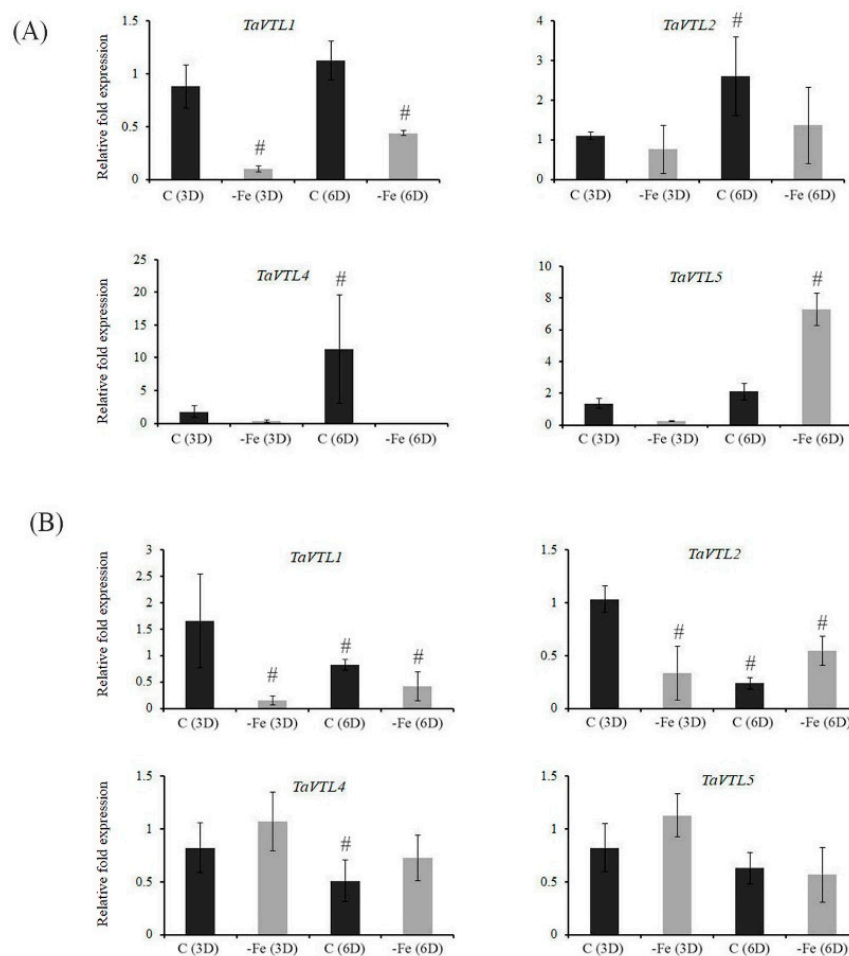 (A)
TaVTL1
Relative fold expression
1.5
1
0.5
0
#
#
C (3D) -Fe (3D) C (6D) -Fe (6D)
TaVTL2
4
3
2
1
0
#
C (3D) -Fe (3D) C (6D) -Fe (6D)
TaVTL4
Relative fold expression
25
20
15
10
5
0
#
C (3D) -Fe (3D) C (6D) -Fe (6D)
TaVTL5
10
8
6
4
2
0
#
C (3D) -Fe (3D) C (6D) -Fe (6D)
(B)
TaVTL1
Relative fold expression
3
2.5
2
1.5
1
0.5
0
#
#
#
C (3D) -Fe (3D) C (6D) -Fe (6D)
TaVTL2
1.5
1
0.5
0
#
#
#
C (3D) -Fe (3D) C (6D) -Fe (6D)
TaVTL4
Relative fold expression
1.5
1
0.5
0
#
C (3D) -Fe (3D) C (6D) -Fe (6D)
TaVTL5
1.5
1
0.5
0
C (3D) -Fe (3D) C (6D) -Fe (6D)